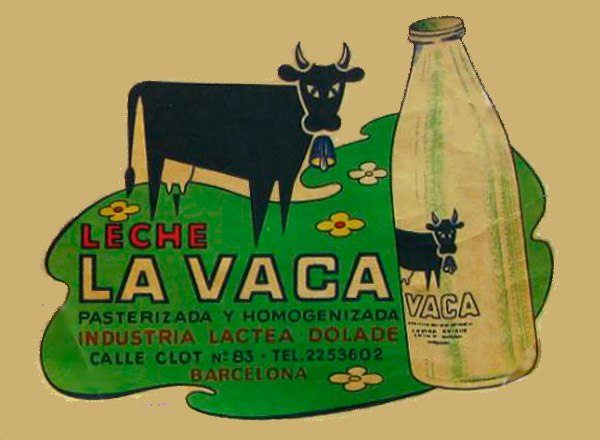 LECHE
LA VACA
PASTERIZADA Y HOMOGENIZADA
INDUSTRIA LACTEA DOLADE
CALLE CLOT Nº 83 - TEL. 2253602
BARCELONA
VACA